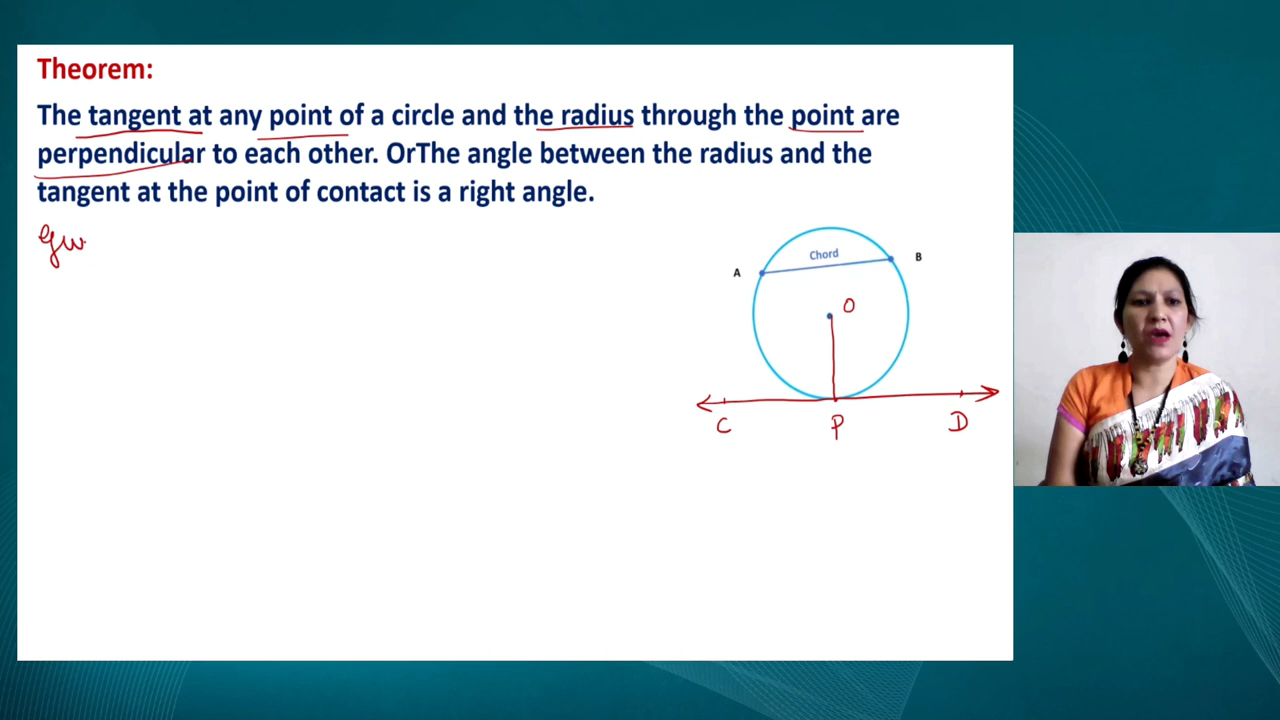 Theorem:
The tangent at any point of a circle and the radius through the point are
perpendicular to each other. OrThe angle between the radius and the
tangent at the point of contact is a right angle.
Giv
Chord
A
B
O
C
P
D